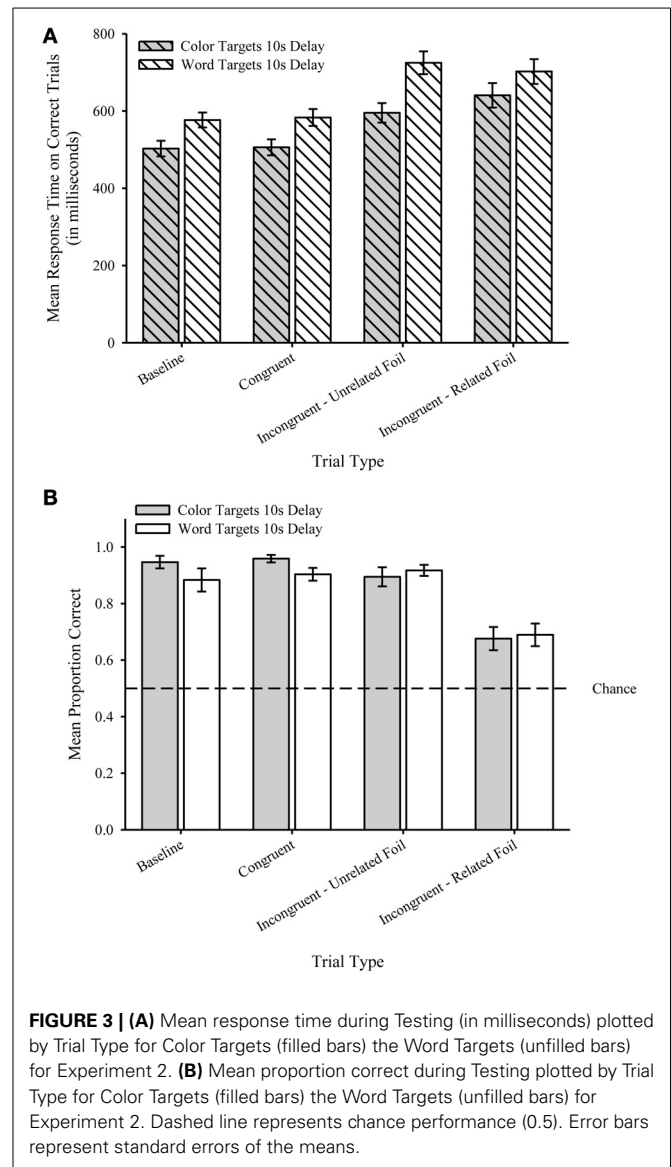 A
800
600
400
200
0
Mean Response Time on Correct Trials
(in milliseconds)
Color Targets 10s Delay
Word Targets 10s Delay
Baseline
Congruent
Incongruent - Unrelated Foil
Incongruent - Related Foil
Trial Type
B
1.0
0.8
0.6
0.4
0.2
0.0
Mean Proportion Correct
Color Targets 10s Delay
Word Targets 10s Delay
Chance
Baseline
Congruent
Incongruent - Unrelated Foil
Incongruent - Related Foil
Trial Type
FIGURE 3 | (A) Mean response time during Testing (in milliseconds) plotted
by Trial Type for Color Targets (filled bars) the Word Targets (unfilled bars)
for Experiment 2. (B) Mean proportion correct during Testing plotted by Trial
Type for Color Targets (filled bars) the Word Targets (unfilled bars) for
Experiment 2. Dashed line represents chance performance (0.5). Error bars
represent standard errors of the means.